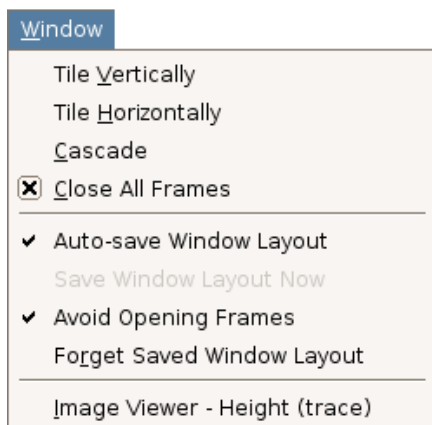 Window
Tile Vertically
Tile Horizontally
Cascade
Close All Frames
Auto-save Window Layout
Save Window Layout Now
Avoid Opening Frames
Forget Saved Window Layout
Image Viewer - Height (trace)